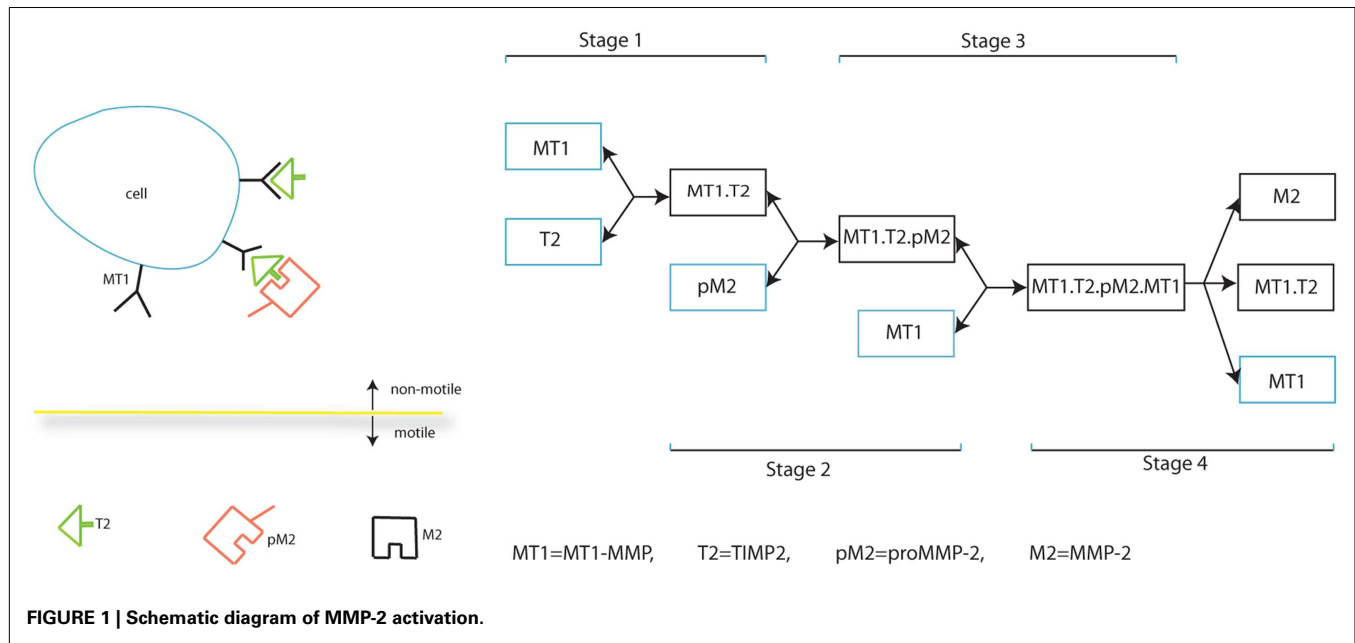 Stage 1
Stage 3
cell
MT1
MT1
T2
MT1.T2
pM2
MT1.T2.pM2
MT1
MT1.T2.pM2.MT1
M2
MT1.T2
MT1
non-motile
motile
Stage 2
Stage 4
T2
pM2
M2
MT1=MT1-MMP, T2=TIMP2, pM2=proMMP-2, M2=MMP-2
FIGURE 1 | Schematic diagram of MMP-2 activation.